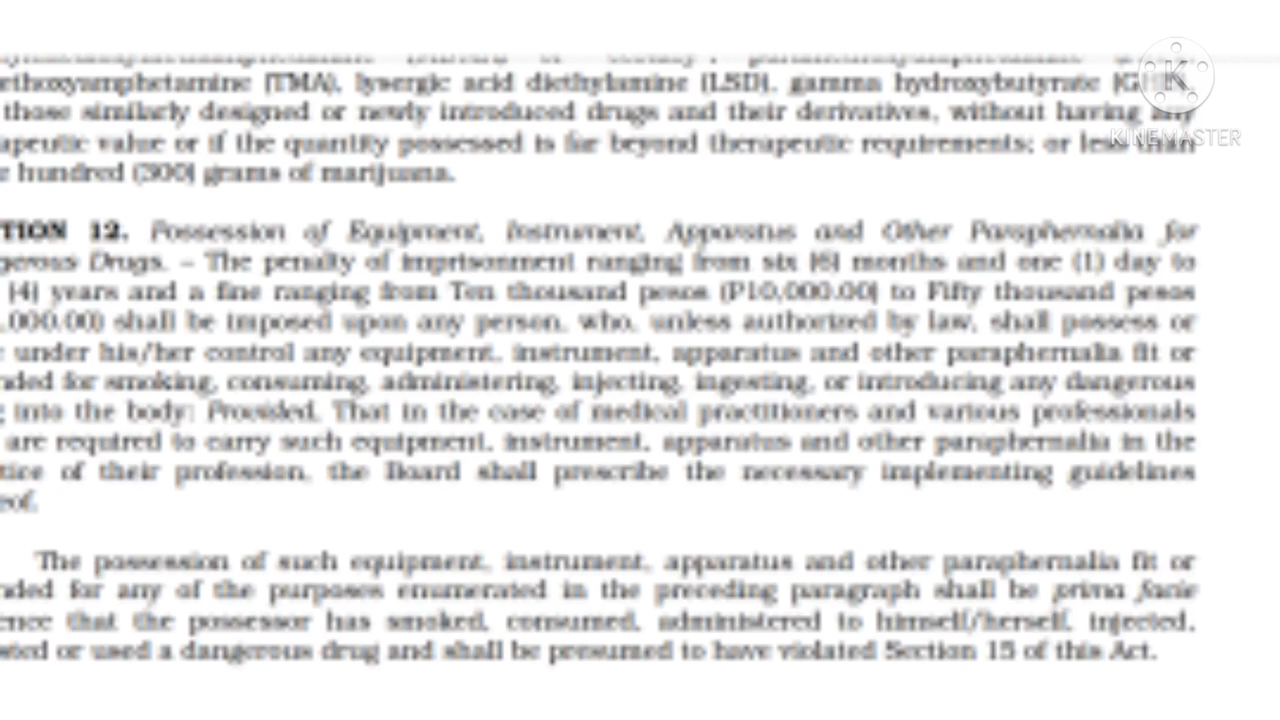 ethoxyamphetamine (TMA), lysergic acid diethylamine (LSD), gamma hydroxybutyrate
those similarly designed or newly introduced drugs and their derivatives, without having any
apeutic value or if the quantity possessed is far beyond therapeutic requirements; or less than
e hundred (300) grams of marijuana.
TION 12. Possession of Equipment, Instrument, Apparatus and Other Paraphernalia for
gerous Drugs. – The penalty of imprisonment ranging from six (6) months and one (1) day to
(4) years and a fine ranging from Ten thousand pesos (P10,000.00) to Fifty thousand pesos
,000.00) shall be imposed upon any person, who, unless authorized by law, shall possess or
under his/her control any equipment, instrument, apparatus and other paraphernalia fit or
nded for smoking, consuming, administering, injecting, ingesting, or introducing any dangerous
into the body: Provided, That in the case of medical practitioners and various professionals
are required to carry such equipment, instrument, apparatus and other paraphernalia in the
tice of their profession, the Board shall prescribe the necessary implementing guidelines
eof.
The possession of such equipment, instrument, apparatus and other paraphernalia fit or
nded for any of the purposes enumerated in the preceding paragraph shall be prima facie
ence that the possessor has smoked, consumed, administered to himself/herself, injected,
sted or used a dangerous drug and shall be presumed to have violated Section 15 of this Act.
KINEMASTER